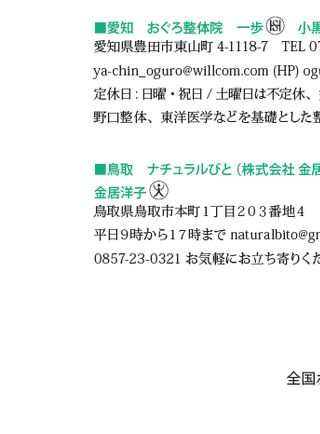 ■愛知　おぐろ整体院　一歩　小黒
愛知県豊田市東山町 4-1118-7　TEL 07
ya-chin_oguro@willcom.com (HP) ogu
定休日 : 日曜・祝日 / 土曜日は不定休、
野口整体、東洋医学などを基礎とした整
■鳥取　ナチュラルびと（株式会社 金居
金居洋子
鳥取県鳥取市本町１丁目２０３番地４
平日９時から１７時まで naturalbito@gm
0857-23-0321 お気軽にお立ち寄りくだ
全国ホ